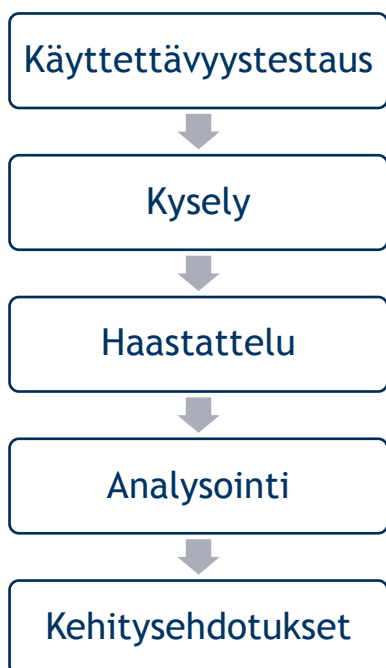 Käyttettävyystestaus
Kysely
Haastattelu
Analysointi
Kehitysehdotukset